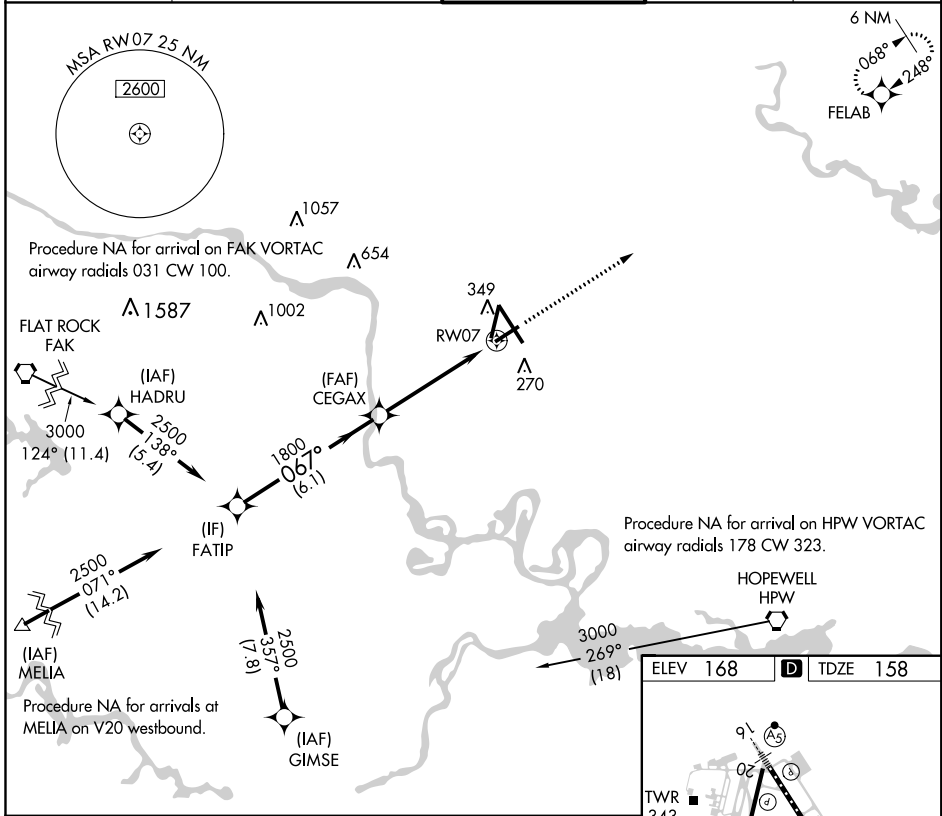 MSA RW07 25 NM
2600
6 NM
068°
248°
FELAB
1057
654
Procedure NA for arrival on FAK VORTAC
airway radials 031 CW 100.
1587
1002
349
RW07
270
FLAT ROCK
FAK
(IAF)
HADRU
3000
124° (11.4)
2500
138°
(5.4)
(FAF)
CEGAX
1800
067°
(6.1)
(IF)
FATIP
2500
071°
(14.2)
(IAF)
MELIA
Procedure NA for arrivals at
MELIA on V20 westbound.
2500
357°
(7.8)
(IAF)
GIMSE
Procedure NA for arrival on HPW VORTAC
airway radials 178 CW 323.
HOPEWELL
HPW
3000
269°
(18)
ELEV 168
D
TDZE 158
16
A5
20
P
P
TWR
343